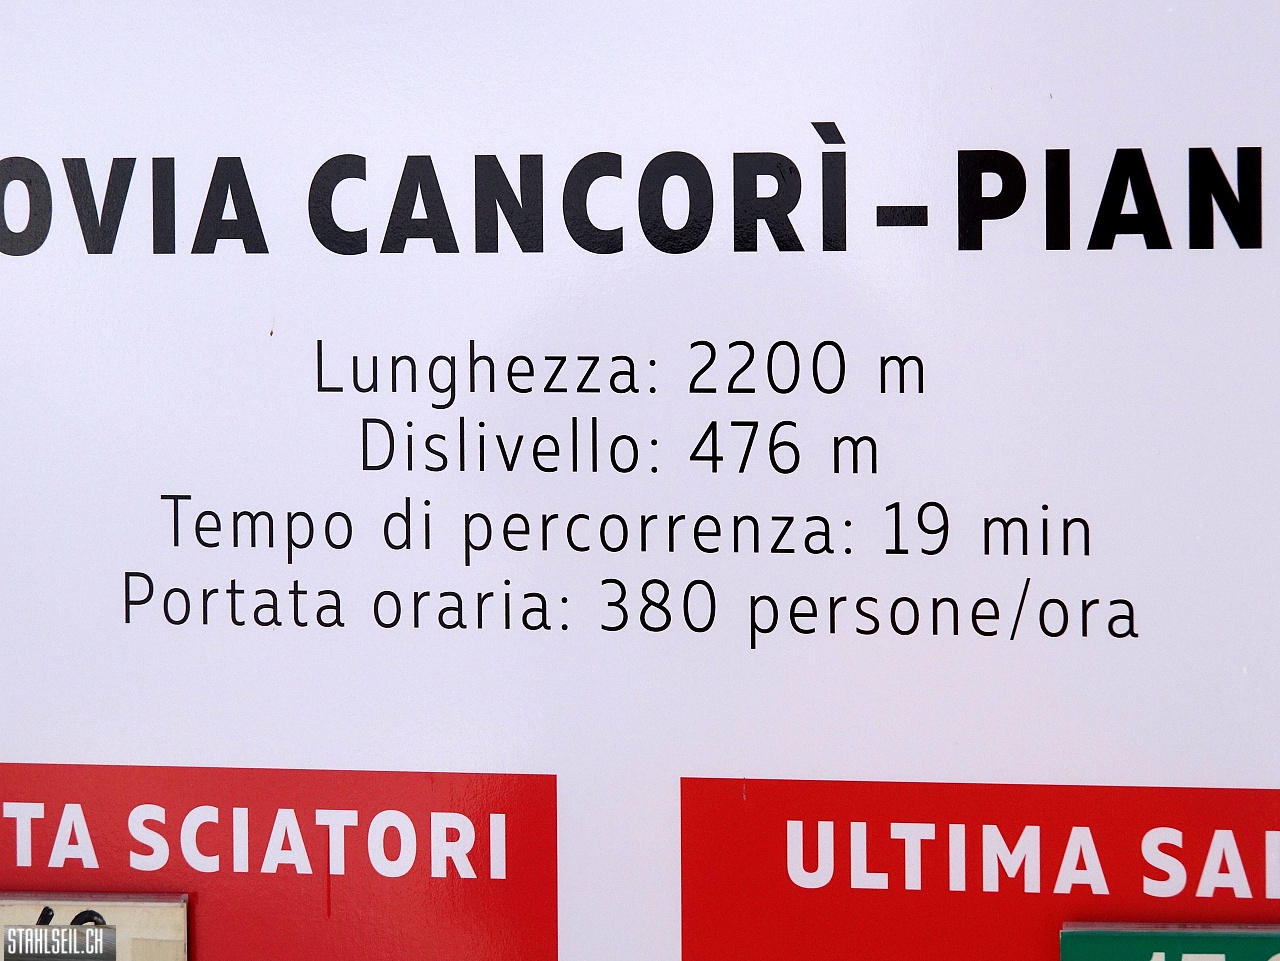 OVIA CANCORÌ – PIAN
Lunghezza: 2200 m
Dislivello: 476 m
Tempo di percorrenza: 19 min
Portata oraria: 380 persone/ora
TA SCIATORI
ULTIMA SAL
STAHLSEIL.CH